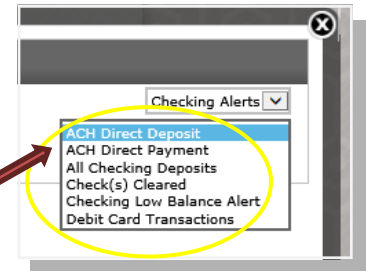 Checking Alerts
ACH Direct Deposit
ACH Direct Payment
All Checking Deposits
Check(s) Cleared
Checking Low Balance Alert
Debit Card Transactions